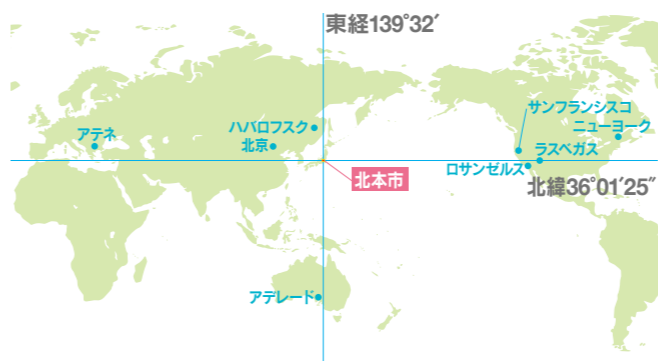 東経139°32′
サンフランシスコ
ハバロフスク
ニューヨーク
アテネ
北京
ラスベガス
ロサンゼルス
北本市
北緯36°01′25″
アデレード